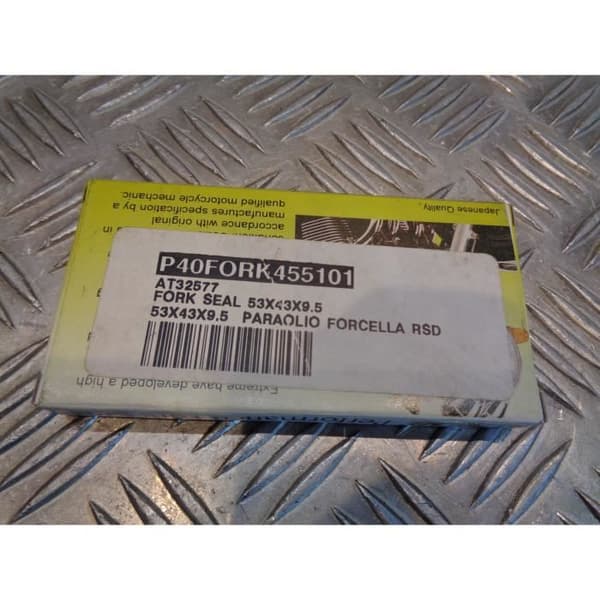 P40FORK455101
AT32577
FORK SEAL 53X43X9.5
53X43X9.5 PARAOLIO FORCELLA RSD
Japanese Quality,
Extreme have developed a high
accordance with original
manufactures specification by a
qualified motorcycle mechanic.